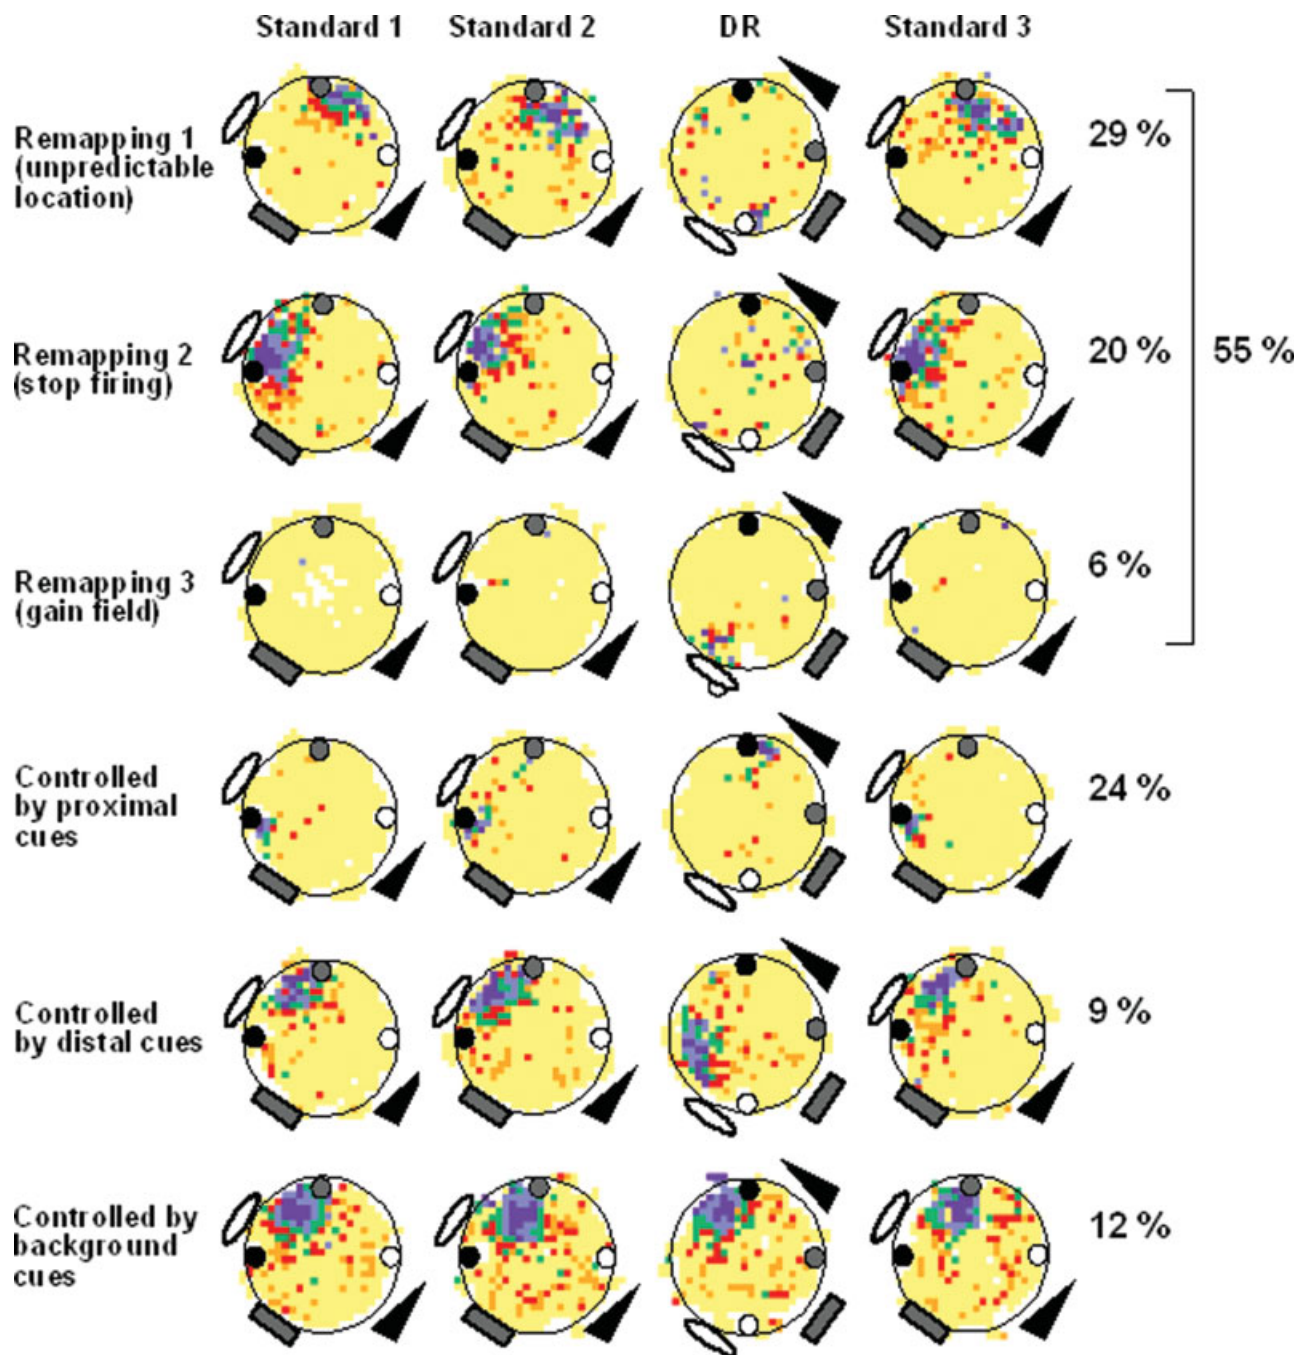 Standard 1 Standard 2 DR Standard 3
Remapping 1
(unpredictable
location)
29 %
Remapping 2
(stop firing)
20 %
55 %
Remapping 3
(gain field)
6 %
Controlled
by proximal
cues
24 %
Controlled
by distal cues
9 %
Controlled by
background
cues
12 %